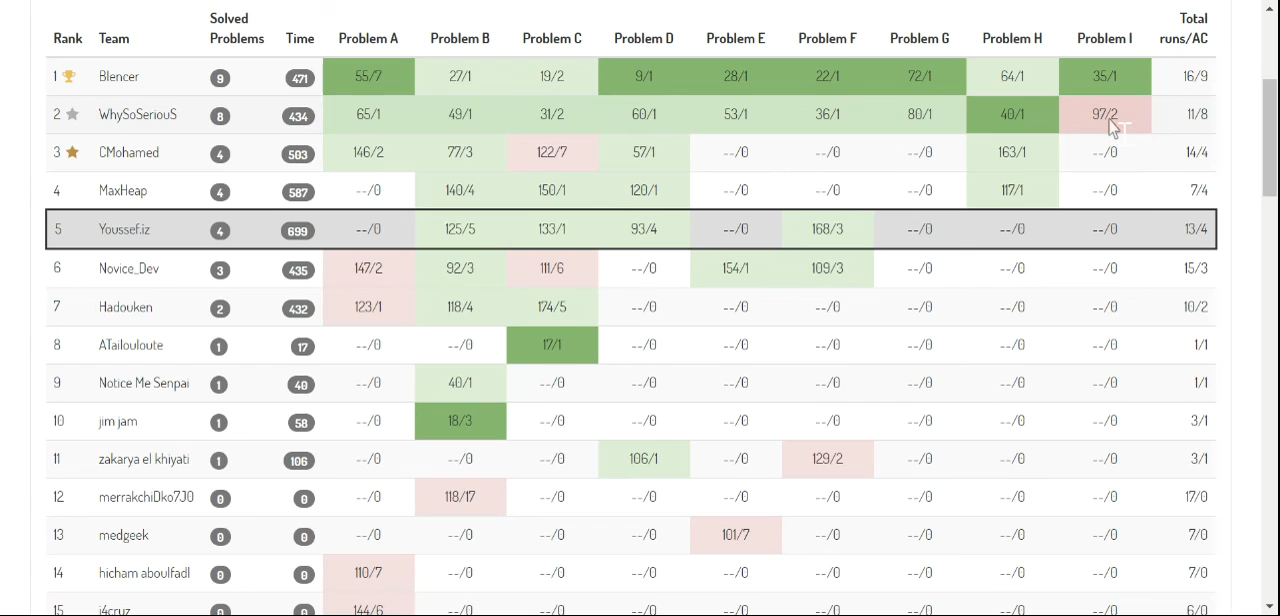 Rank Team Solved Problems Time Problem A Problem B Problem C Problem D Problem E Problem F Problem G Problem H Problem I Total runs/AC
1 Blencer 9 471 55/7 27/1 19/2 9/1 28/1 22/1 72/1 64/1 35/1 16/9
2 WhySoSeriouS 8 434 65/1 49/1 31/2 60/1 53/1 36/1 80/1 40/1 97/2 11/8
3 CMohamed 4 503 146/2 77/3 122/7 57/1 --/0 --/0 --/0 163/1 --/0 14/4
4 MaxHeap 4 587 --/0 140/4 150/1 120/1 --/0 --/0 --/0 117/1 --/0 7/4
5 Youssef.iz 4 699 --/0 125/5 133/1 93/4 --/0 168/3 --/0 --/0 --/0 13/4
6 Novice_Dev 3 435 147/2 92/3 111/6 --/0 154/1 109/3 --/0 --/0 --/0 15/3
7 Hadouken 2 432 123/1 118/4 174/5 --/0 --/0 --/0 --/0 --/0 --/0 10/2
8 ATailouloute 1 17 --/0 --/0 17/1 --/0 --/0 --/0 --/0 --/0 --/0 1/1
9 Notice Me Senpai 1 40 --/0 40/1 --/0 --/0 --/0 --/0 --/0 --/0 --/0 1/1
10 jim jam 1 58 --/0 18/3 --/0 --/0 --/0 --/0 --/0 --/0 --/0 3/1
11 zakarya el khiyati 1 106 --/0 --/0 --/0 106/1 --/0 129/2 --/0 --/0 --/0 3/1
12 merrakchiDko7J0 0 0 --/0 118/17 --/0 --/0 --/0 --/0 --/0 --/0 --/0 17/0
13 medgeek 0 0 --/0 --/0 --/0 --/0 101/7 --/0 --/0 --/0 --/0 7/0
14 hicham aboulfadl 0 0 110/7 --/0 --/0 --/0 --/0 --/0 --/0 --/0 --/0 7/0
15 i4cruz 0 0 144/6 --/0 --/0 --/0 --/0 --/0 --/0 --/0 --/0 6/0